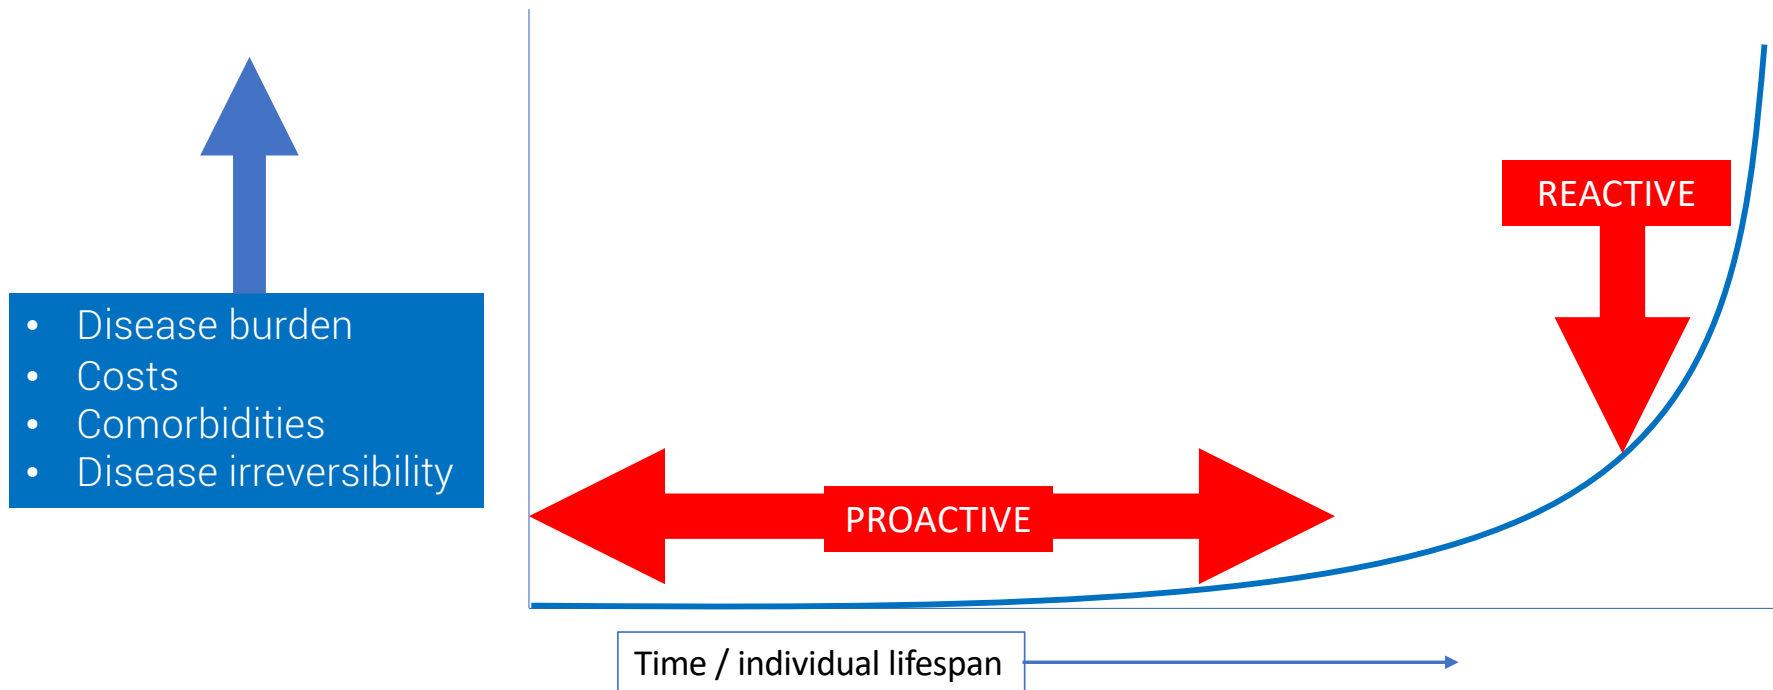 REACTIVE
• Disease burden
• Costs
• Comorbidities
• Disease irreversibility
PROACTIVE
Time / individual lifespan